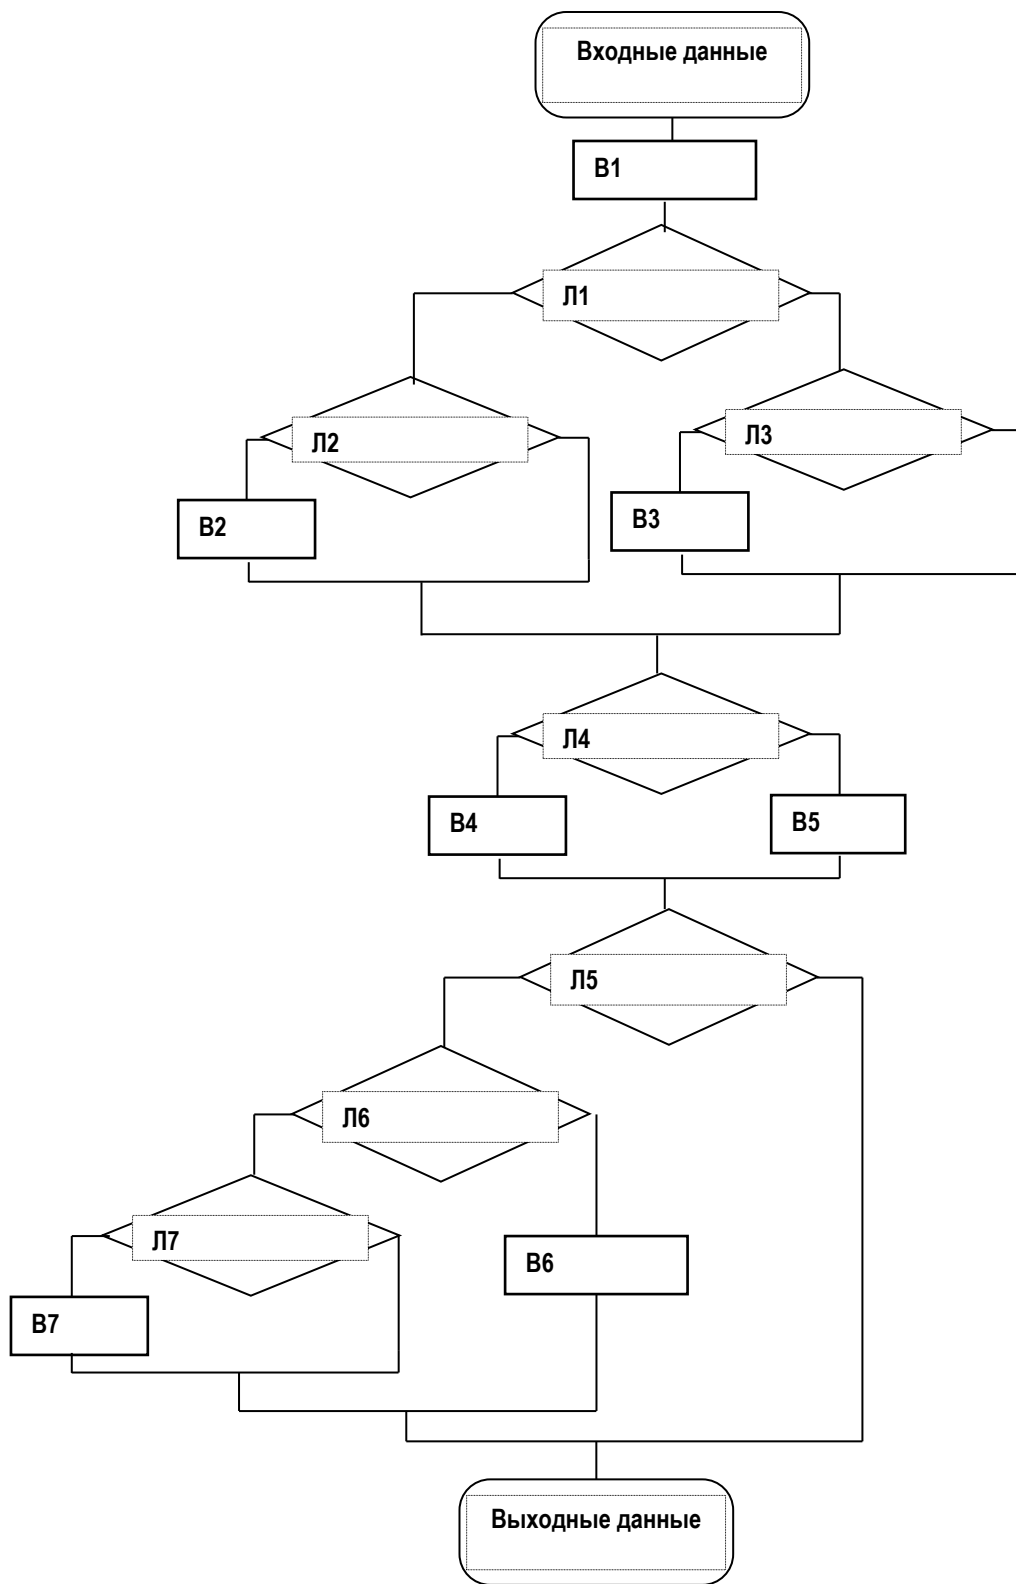 Входные данные
В1
Л1
Л2
Л3
В2
В3
Л4
В4
В5
Л5
Л6
Л7
В6
В7
Выходные данные